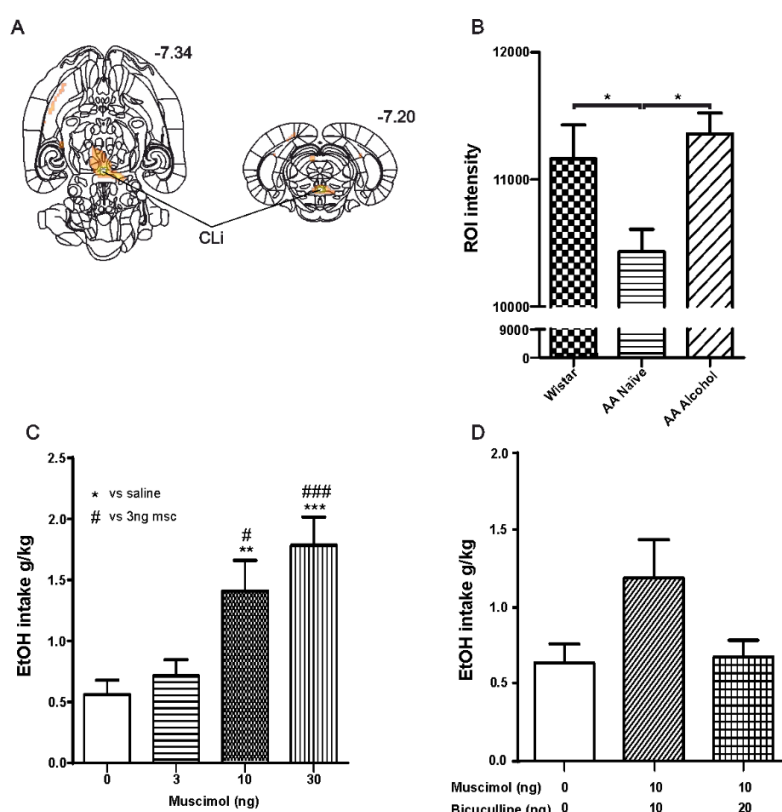 A
-7.34
-7.20
CLi
B
12000
11000
10000
9000
0
ROI intensity
* *
Wistar
AA Naïve
AA Alcohol
C
2.5
2.0
1.5
1.0
0.5
0.0
EtOH intake g/kg
* vs saline
# vs 3ng msc
#
**
###
***
0 3 10 30
Muscimol (ng)
D
2.0
1.5
1.0
0.5
0.0
EtOH intake g/kg
Muscimol (ng) 0 10 10
Bicuculline (ng) 0 10 20